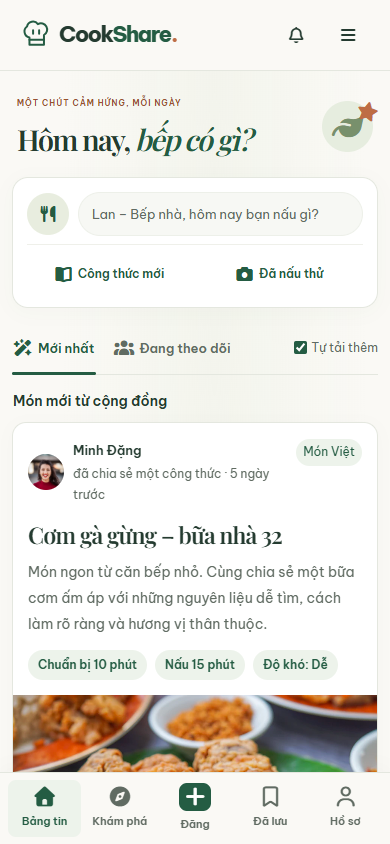 CookShare.
MỘT CHÚT CẢM HỨNG, MỖI NGÀY
Hôm nay, bếp có gì?
Lan – Bếp nhà, hôm nay bạn nấu gì?
Công thức mới
Đã nấu thử
Mới nhất
Đang theo dõi
Tự tải thêm
Món mới từ cộng đồng
Minh Đặng
Món Việt
đã chia sẻ một công thức · 5 ngày
trước
Cơm gà gừng – bữa nhà 32
Món ngon từ căn bếp nhỏ. Cùng chia sẻ một bữa
cơm ấm áp với những nguyên liệu dễ tìm, cách
làm rõ ràng và hương vị thân thuộc.
Chuẩn bị 10 phút
Nấu 15 phút
Độ khó: Dễ
Bảng tin
Khám phá
Đăng
Đã lưu
Hồ sơ